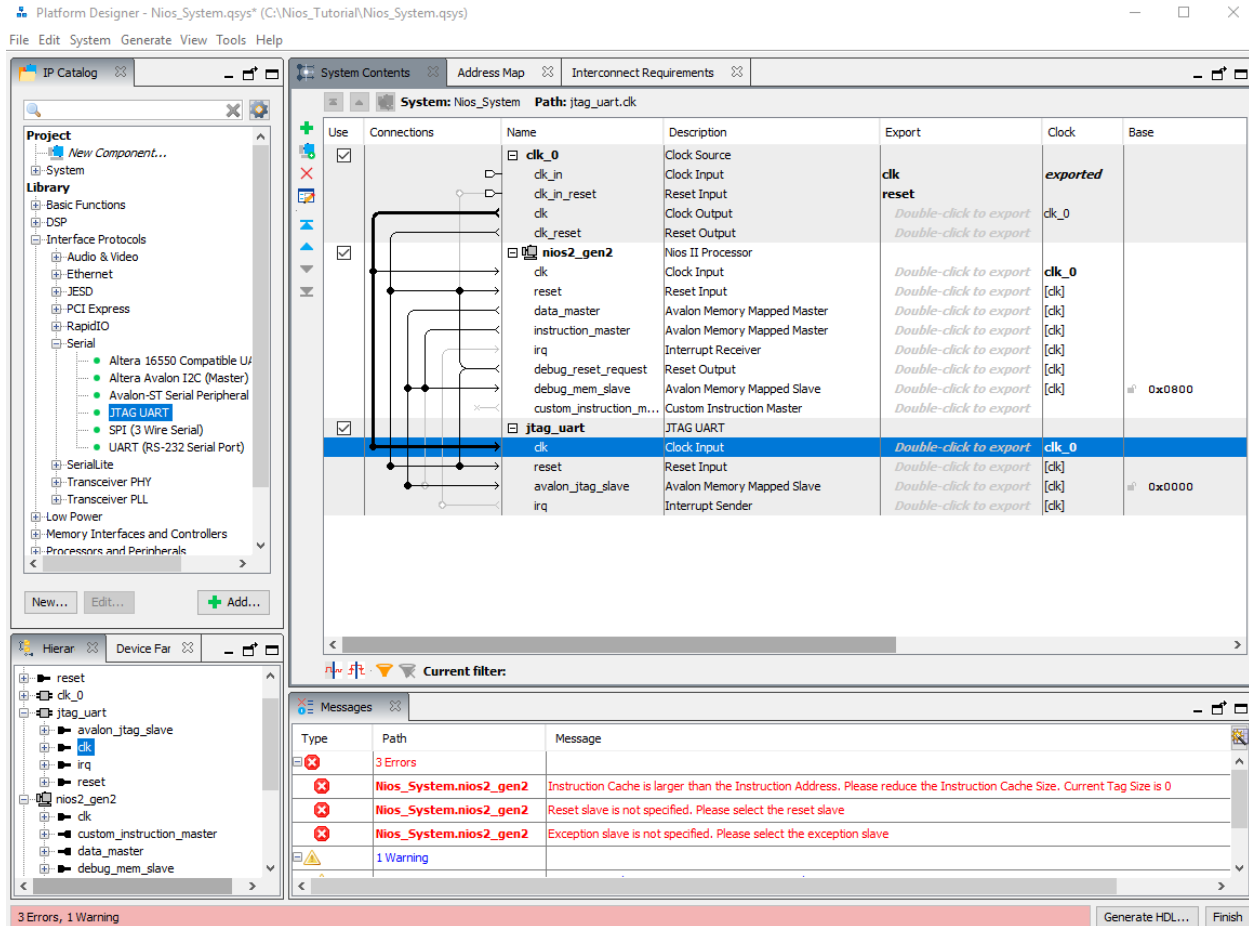 Platform Designer - Nios_System.qsys* (C:\Nios_Tutorial\Nios_System.qsys)
File Edit System Generate View Tools Help
IP Catalog
Project
New Component...
System
Library
Basic Functions
DSP
Interface Protocols
Audio & Video
Ethernet
JESD
PCI Express
RapidIO
Serial
Altera 16550 Compatible UA
Altera Avalon I2C (Master)
Avalon-ST Serial Peripheral
JTAG UART
SPI (3 Wire Serial)
UART (RS-232 Serial Port)
SerialLite
Transceiver PHY
Transceiver PLL
Low Power
Memory Interfaces and Controllers
Processors and Peripherals
New... Edit... Add...
Hierar Device Far
reset
clk_0
jtag_uart
avalon_jtag_slave
clk
irq
reset
nios2_gen2
clk
custom_instruction_master
data_master
debug_mem_slave
System Contents Address Map Interconnect Requirements
System: Nios_System Path: jtag_uart.clk
Use Connections Name Description Export Clock Base
clk_0 Clock Source
clk_in Clock Input clk exported
clk_in_reset Reset Input reset
clk Clock Output Double-click to export clk_0
clk_reset Reset Output Double-click to export
nios2_gen2 Nios II Processor
clk Clock Input Double-click to export clk_0
reset Reset Input Double-click to export [clk]
data_master Avalon Memory Mapped Master Double-click to export [clk]
instruction_master Avalon Memory Mapped Master Double-click to export [clk]
irq Interrupt Receiver Double-click to export [clk]
debug_reset_request Reset Output Double-click to export [clk]
debug_mem_slave Avalon Memory Mapped Slave Double-click to export [clk] 0x0800
custom_instruction_m... Custom Instruction Master Double-click to export
jtag_uart JTAG UART
clk Clock Input Double-click to export clk_0
reset Reset Input Double-click to export [clk]
avalon_jtag_slave Avalon Memory Mapped Slave Double-click to export [clk] 0x0000
irq Interrupt Sender Double-click to export [clk]
Current filter:
Messages
Type Path Message
3 Errors
Nios_System.nios2_gen2 Instruction Cache is larger than the Instruction Address. Please reduce the Instruction Cache Size. Current Tag Size is 0
Nios_System.nios2_gen2 Reset slave is not specified. Please select the reset slave
Nios_System.nios2_gen2 Exception slave is not specified. Please select the exception slave
1 Warning
3 Errors, 1 Warning
Generate HDL... Finish